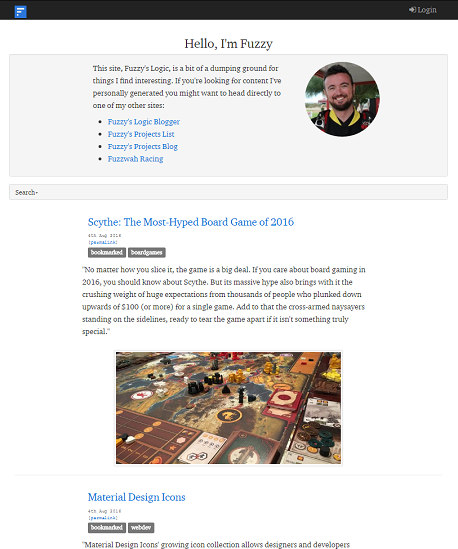 Login
Hello, I'm Fuzzy
This site, Fuzzy's Logic, is a bit of a dumping ground for
things I find interesting. If you're looking for content I've
personally generated you might want to head directly to
one of my other sites:
Fuzzy's Logic Blogger
Fuzzy's Projects List
Fuzzy's Projects Blog
Fuzzwah Racing
Search
Scythe: The Most-Hyped Board Game of 2016
4th Aug 2016
[permalink]
bookmarked boardgames
"No matter how you slice it, the game is a big deal. If you care about board gaming in
2016, you should know about Scythe. But its massive hype also brings with it the
crushing weight of huge expectations from thousands of people who plunked down
upwards of $100 (or more) for a single game. Add to that the cross-armed naysayers
standing on the sidelines, ready to tear the game apart if it isn't something truly
special."
Material Design Icons
4th Aug 2016
[permalink]
bookmarked webdev
"Material Design Icons' growing icon collection allows designers and developers